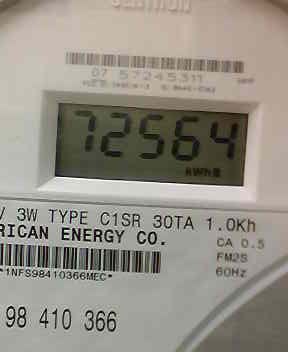 07 57245311
72564
kWh
V 3W TYPE C1SR 30TA 1.0Kh
RICAN ENERGY CO.
CA 0.5
FM2S
60Hz
*1NFS98410366MEC*
98 410 366